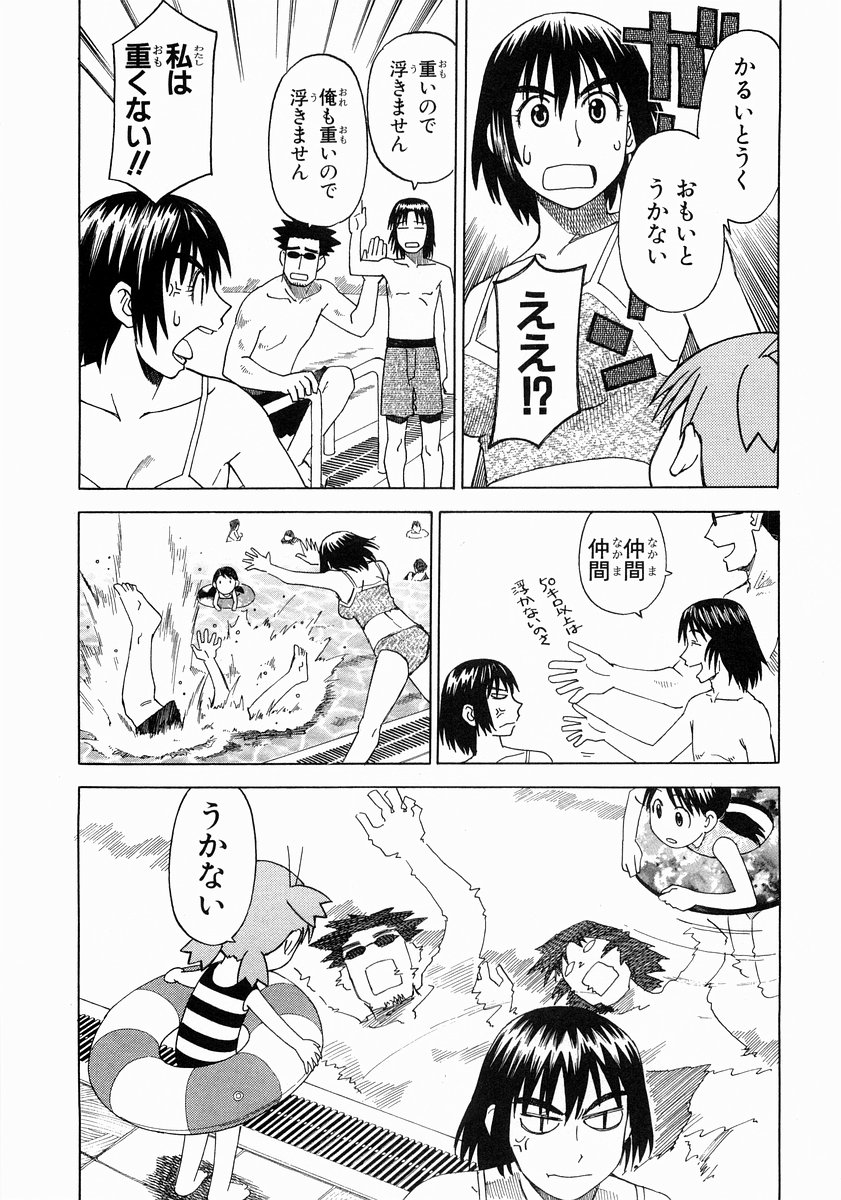 かるいとうく
おもいと
うかない
ガーン
ええ!?
重いので
浮きません
俺も重いので
浮きません
私は
重くない!!
仲間
仲間
50キロ以上は
浮かないのさ
うかない